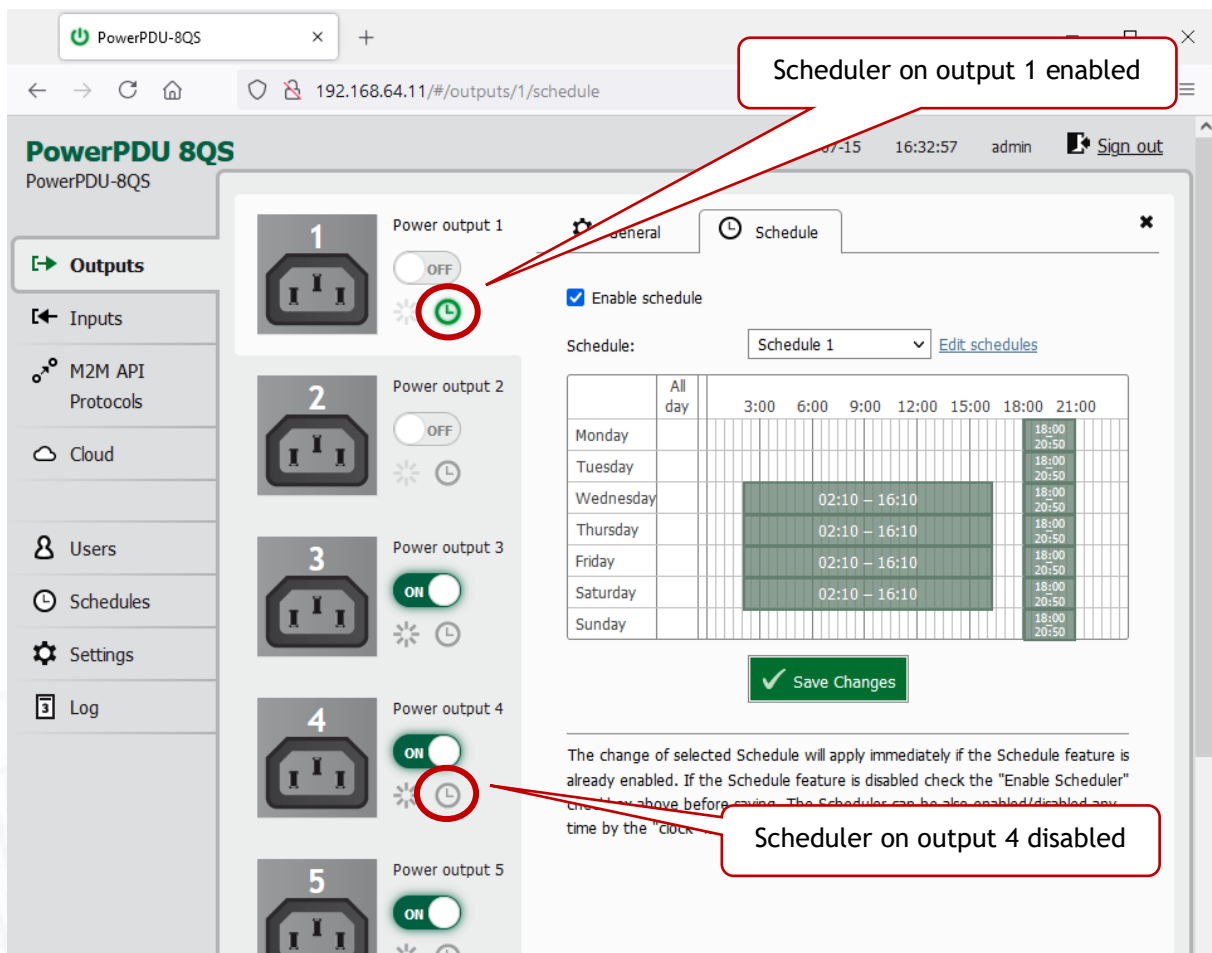 PowerPDU-8QS
192.168.64.11/#/outputs/1/schedule
Scheduler on output 1 enabled
PowerPDU 8QS
PowerPDU-8QS
07-15 16:32:57 admin Sign out
Outputs
Inputs
M2M API
Protocols
Cloud
Users
Schedules
Settings
3 Log
1 Power output 1
OFF
2 Power output 2
OFF
3 Power output 3
ON
4 Power output 4
ON
5 Power output 5
ON
General Schedule
Enable schedule
Schedule: Schedule 1 Edit schedules
All
day 3:00 6:00 9:00 12:00 15:00 18:00 21:00
Monday 18:00 – 20:50
Tuesday 18:00 – 20:50
Wednesday 02:10 – 16:10 18:00 – 20:50
Thursday 02:10 – 16:10 18:00 – 20:50
Friday 02:10 – 16:10 18:00 – 20:50
Saturday 02:10 – 16:10 18:00 – 20:50
Sunday 18:00 – 20:50
Save Changes
The change of selected Schedule will apply immediately if the Schedule feature is
already enabled. If the Schedule feature is disabled check the "Enable Scheduler"
checkbox above before saving. The Scheduler can be also enabled/disabled any
time by the "clock"
Scheduler on output 4 disabled